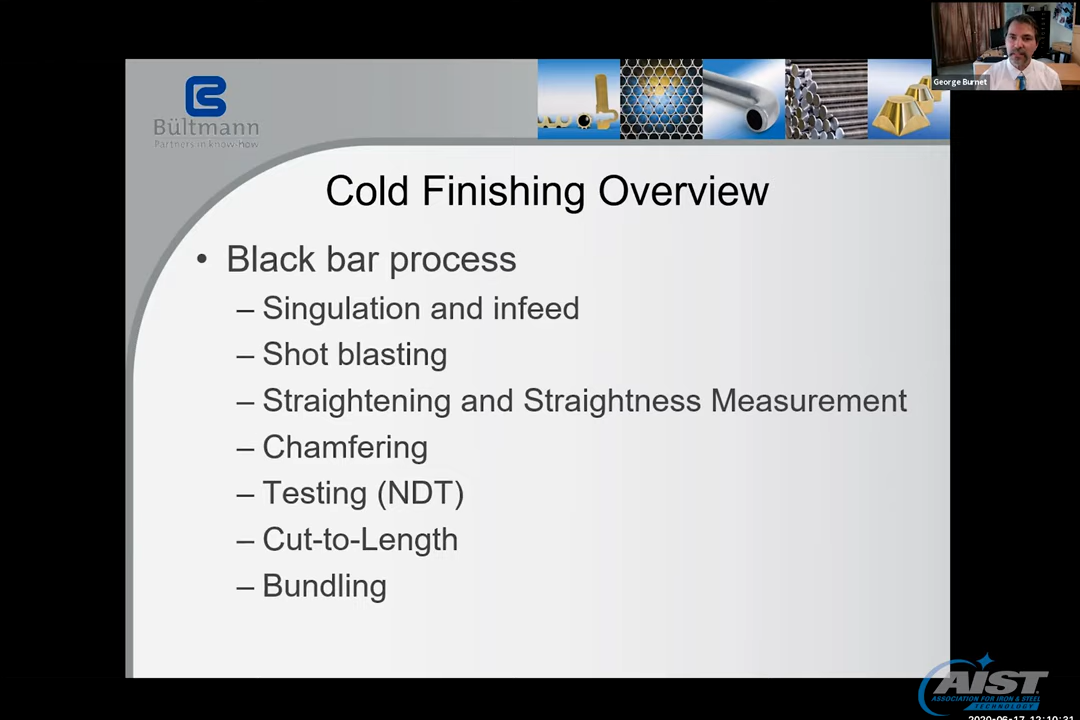 George Burnet
Bültmann
Partners in know-how
Cold Finishing Overview
• Black bar process
– Singulation and infeed
– Shot blasting
– Straightening and Straightness Measurement
– Chamfering
– Testing (NDT)
– Cut-to-Length
– Bundling
AIST
ASSOCIATION FOR IRON & STEEL
TECHNOLOGY
2020-06-17 12:10:31